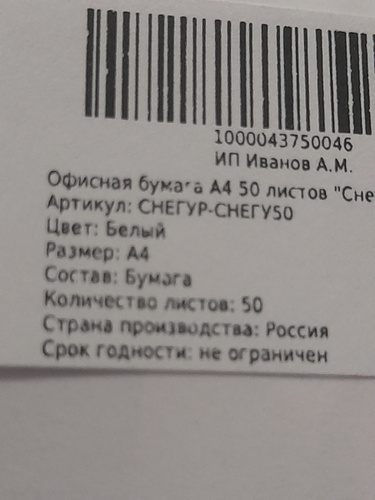 1000043750046
ИП Иванов А.М.
Офисная бумага А4 50 листов "Сне
Артикул: СНЕГУР-СНЕГУ50
Цвет: Белый
Размер: А4
Состав: Бумага
Количество листов: 50
Страна производства: Россия
Срок годности: не ограничен